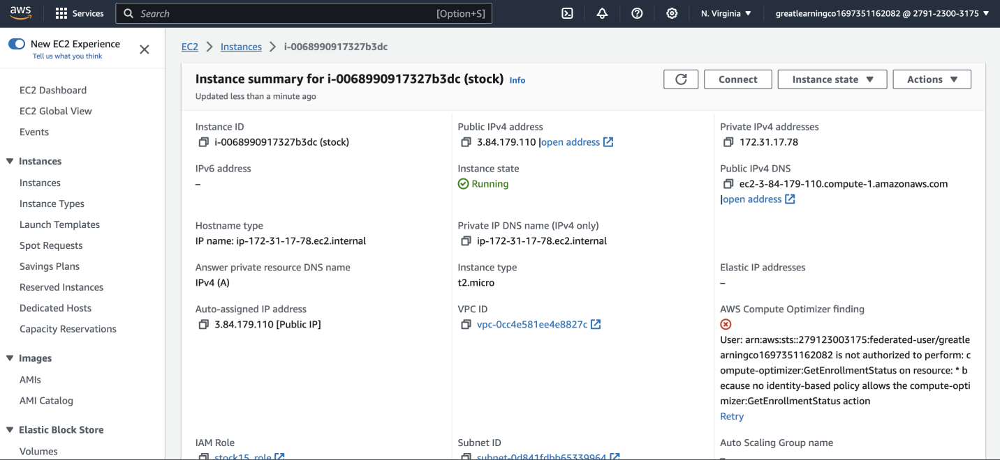 aws
Services
Search
[Option+S]
N. Virginia
greatlearningco1697351162082 @ 2791-2300-3175
New EC2 Experience
Tell us what you think
EC2 Dashboard
EC2 Global View
Events
Instances
Instances
Instance Types
Launch Templates
Spot Requests
Savings Plans
Reserved Instances
Dedicated Hosts
Capacity Reservations
Images
AMIs
AMI Catalog
Elastic Block Store
Volumes
EC2 > Instances > i-0068990917327b3dc
Instance summary for i-0068990917327b3dc (stock) Info
Updated less than a minute ago
Connect
Instance state
Actions
Instance ID
i-0068990917327b3dc (stock)
Public IPv4 address
3.84.179.110 |open address
Private IPv4 addresses
172.31.17.78
IPv6 address
–
Instance state
Running
Public IPv4 DNS
ec2-3-84-179-110.compute-1.amazonaws.com
|open address
Hostname type
IP name: ip-172-31-17-78.ec2.internal
Private IP DNS name (IPv4 only)
ip-172-31-17-78.ec2.internal
Answer private resource DNS name
IPv4 (A)
Instance type
t2.micro
Elastic IP addresses
–
Auto-assigned IP address
3.84.179.110 [Public IP]
VPC ID
vpc-0cc4e581ee4e8827c
AWS Compute Optimizer finding
User: arn:aws:sts::279123003175:federated-user/greatle
arningco1697351162082 is not authorized to perform: c
ompute-optimizer:GetEnrollmentStatus on resource: * b
ecause no identity-based policy allows the compute-opti
mizer:GetEnrollmentStatus action
Retry
IAM Role
stock15_role
Subnet ID
subnet-0d841fdbb65339964
Auto Scaling Group name
–